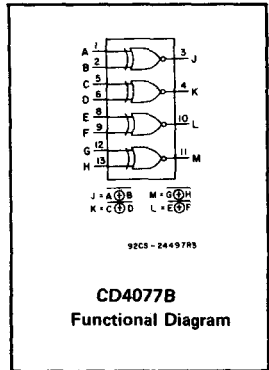 A 1
B 2
3 J
C 5
D 6
4 K
E 8
F 9
10 L
G 12
H 13
11 M
J = A⊕B M = G⊕H
K = C⊕D L = E⊕F
92CS-24497R3
CD4077B
Functional Diagram